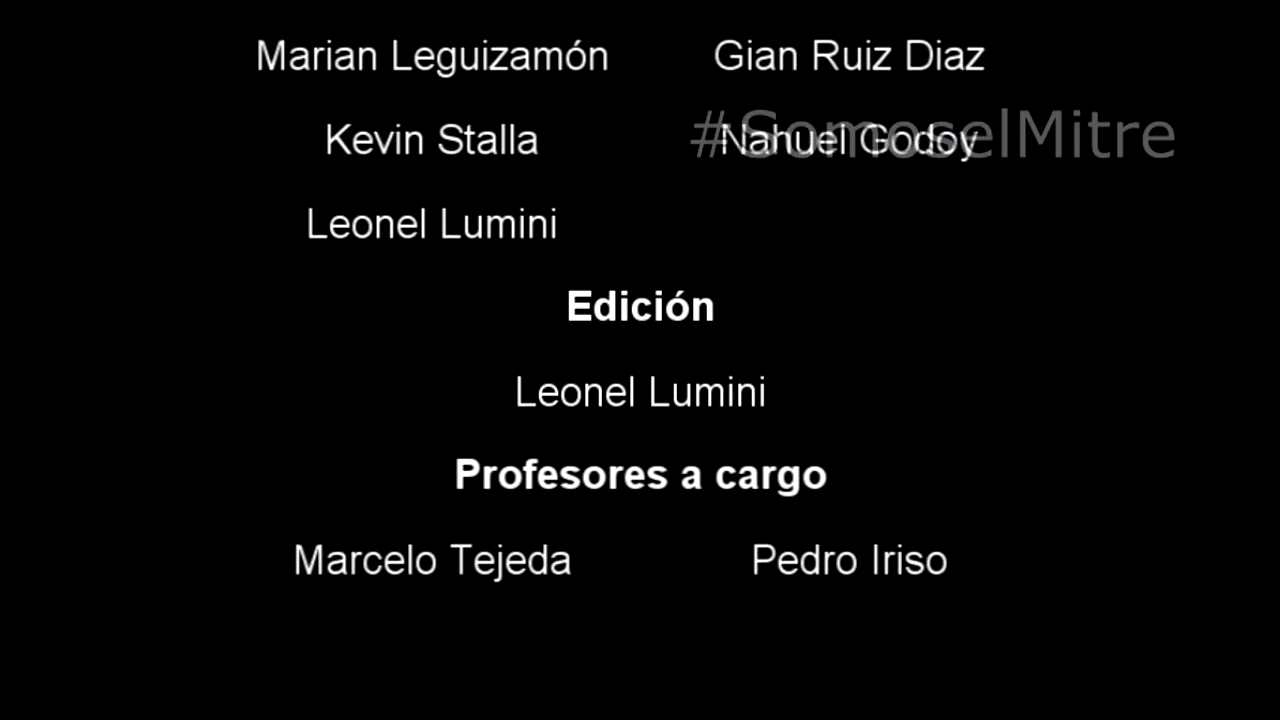 Marian Leguizamón Gian Ruiz Diaz
#SomoselMitre
Kevin Stalla Nahuel Godoy
Leonel Lumini
Edición
Leonel Lumini
Profesores a cargo
Marcelo Tejeda Pedro Iriso